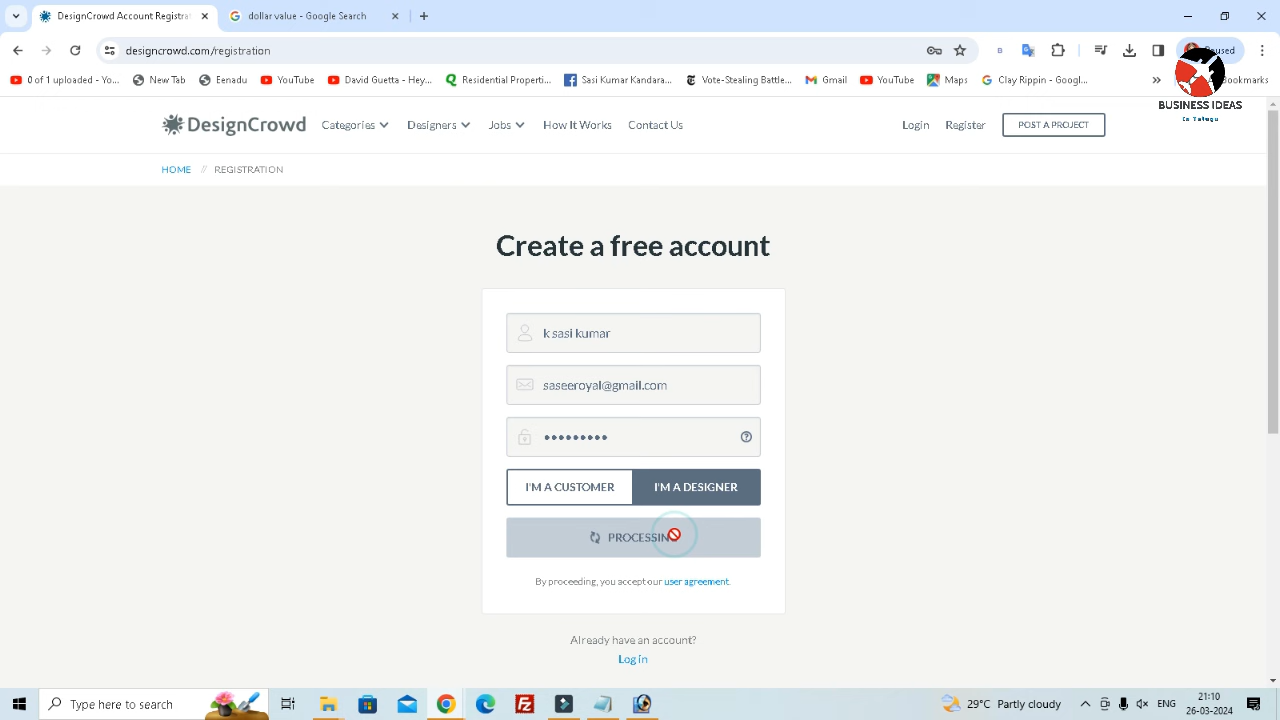 DesignCrowd Account Registra
dollar value - Google Search
designcrowd.com/registration
Paused
0 of 1 uploaded - Yo...
New Tab
Eenadu
YouTube
David Guetta - Hey...
Residential Properti...
Sasi Kumar Kandara...
Vote-Stealing Battle...
Gmail
YouTube
Maps
Clay Rippin - Googl...
Bookmarks
BUSINESS IDEAS
In Telugu
DesignCrowd
Categories
Designers
Jobs
How It Works
Contact Us
Login
Register
POST A PROJECT
HOME // REGISTRATION
Create a free account
k sasi kumar
saseeroyal@gmail.com
•••••••••
I'M A CUSTOMER
I'M A DESIGNER
PROCESSING
By proceeding, you accept our user agreement.
Already have an account?
Log in
Type here to search
29°C Partly cloudy
ENG
21:10
26-03-2024